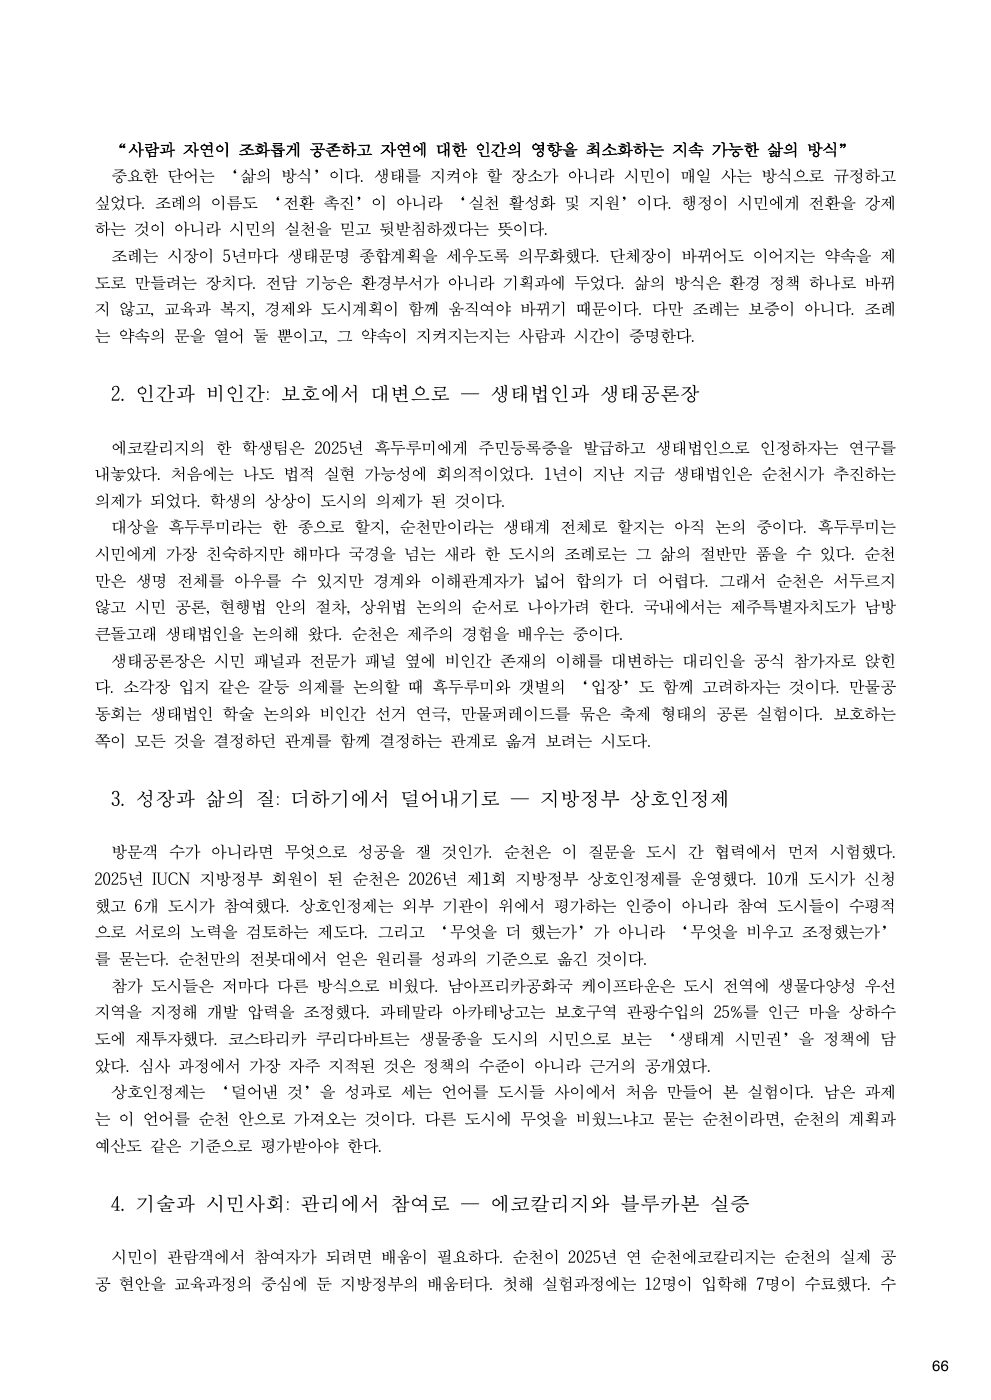 “사람과 자연이 조화롭게 공존하고 자연에 대한 인간의 영향을 최소화하는 지속 가능한 삶의 방식”
중요한 단어는 ‘삶의 방식’이다. 생태를 지켜야 할 장소가 아니라 시민이 매일 사는 방식으로 규정하고
싶었다. 조례의 이름도 ‘전환 촉진’이 아니라 ‘실천 활성화 및 지원’이다. 행정이 시민에게 전환을 강제
하는 것이 아니라 시민의 실천을 믿고 뒷받침하겠다는 뜻이다.
조례는 시장이 5년마다 생태문명 종합계획을 세우도록 의무화했다. 단체장이 바뀌어도 이어지는 약속을 제
도로 만들려는 장치다. 전담 기능은 환경부서가 아니라 기획과에 두었다. 삶의 방식은 환경 정책 하나로 바뀌
지 않고, 교육과 복지, 경제와 도시계획이 함께 움직여야 바뀌기 때문이다. 다만 조례는 보증이 아니다. 조례
는 약속의 문을 열어 둘 뿐이고, 그 약속이 지켜지는지는 사람과 시간이 증명한다.
2. 인간과 비인간: 보호에서 대변으로 — 생태법인과 생태공론장
에코칼리지의 한 학생팀은 2025년 흑두루미에게 주민등록증을 발급하고 생태법인으로 인정하자는 연구를
내놓았다. 처음에는 나도 법적 실현 가능성에 회의적이었다. 1년이 지난 지금 생태법인은 순천시가 추진하는
의제가 되었다. 학생의 상상이 도시의 의제가 된 것이다.
대상을 흑두루미라는 한 종으로 할지, 순천만이라는 생태계 전체로 할지는 아직 논의 중이다. 흑두루미는
시민에게 가장 친숙하지만 해마다 국경을 넘는 새라 한 도시의 조례로는 그 삶의 절반만 품을 수 있다. 순천
만은 생명 전체를 아우를 수 있지만 경계와 이해관계자가 넓어 합의가 더 어렵다. 그래서 순천은 서두르지
않고 시민 공론, 현행법 안의 절차, 상위법 논의의 순서로 나아가려 한다. 국내에서는 제주특별자치도가 남방
큰돌고래 생태법인을 논의해 왔다. 순천은 제주의 경험을 배우는 중이다.
생태공론장은 시민 패널과 전문가 패널 옆에 비인간 존재의 이해를 대변하는 대리인을 공식 참가자로 앉힌
다. 소각장 입지 같은 갈등 의제를 논의할 때 흑두루미와 갯벌의 ‘입장’도 함께 고려하자는 것이다. 만물공
동회는 생태법인 학술 논의와 비인간 선거 연극, 만물퍼레이드를 묶은 축제 형태의 공론 실험이다. 보호하는
쪽이 모든 것을 결정하던 관계를 함께 결정하는 관계로 옮겨 보려는 시도다.
3. 성장과 삶의 질: 더하기에서 덜어내기로 — 지방정부 상호인정제
방문객 수가 아니라면 무엇으로 성공을 잴 것인가. 순천은 이 질문을 도시 간 협력에서 먼저 시험했다.
2025년 IUCN 지방정부 회원이 된 순천은 2026년 제1회 지방정부 상호인정제를 운영했다. 10개 도시가 신청
했고 6개 도시가 참여했다. 상호인정제는 외부 기관이 위에서 평가하는 인증이 아니라 참여 도시들이 수평적
으로 서로의 노력을 검토하는 제도다. 그리고 ‘무엇을 더 했는가’가 아니라 ‘무엇을 비우고 조정했는가’
를 묻는다. 순천만의 전봇대에서 얻은 원리를 성과의 기준으로 옮긴 것이다.
참가 도시들은 저마다 다른 방식으로 비웠다. 남아프리카공화국 케이프타운은 도시 전역에 생물다양성 우선
지역을 지정해 개발 압력을 조정했다. 과테말라 아카테낭고는 보호구역 관광수입의 25%를 인근 마을 상하수
도에 재투자했다. 코스타리카 쿠리다바트는 생물종을 도시의 시민으로 보는 ‘생태계 시민권’을 정책에 담
았다. 심사 과정에서 가장 자주 지적된 것은 정책의 수준이 아니라 근거의 공개였다.
상호인정제는 ‘덜어낸 것’을 성과로 세는 언어를 도시들 사이에서 처음 만들어 본 실험이다. 남은 과제
는 이 언어를 순천 안으로 가져오는 것이다. 다른 도시에 무엇을 비웠느냐고 묻는 순천이라면, 순천의 계획과
예산도 같은 기준으로 평가받아야 한다.
4. 기술과 시민사회: 관리에서 참여로 — 에코칼리지와 블루카본 실증
시민이 관람객에서 참여자가 되려면 배움이 필요하다. 순천이 2025년 연 순천에코칼리지는 순천의 실제 공
공 현안을 교육과정의 중심에 둔 지방정부의 배움터다. 첫해 실험과정에는 12명이 입학해 7명이 수료했다. 수
66